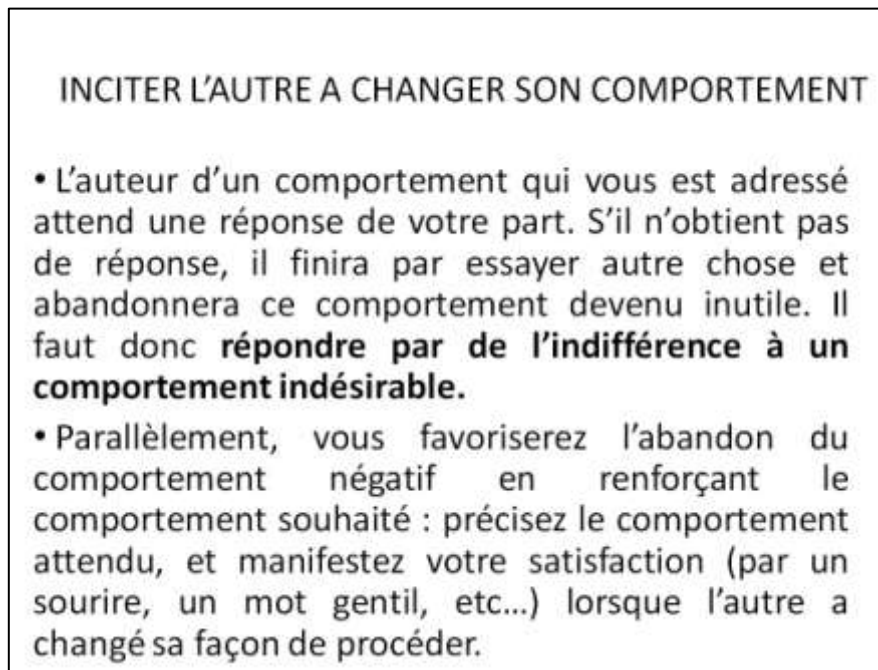 INCITER L’AUTRE A CHANGER SON COMPORTEMENT
• L’auteur d’un comportement qui vous est adressé
attend une réponse de votre part. S’il n’obtient pas
de réponse, il finira par essayer autre chose et
abandonnera ce comportement devenu inutile. Il
faut donc répondre par de l’indifférence à un
comportement indésirable.
• Parallèlement, vous favoriserez l’abandon du
comportement négatif en renforçant le
comportement souhaité : précisez le comportement
attendu, et manifestez votre satisfaction (par un
sourire, un mot gentil, etc…) lorsque l’autre a
changé sa façon de procéder.